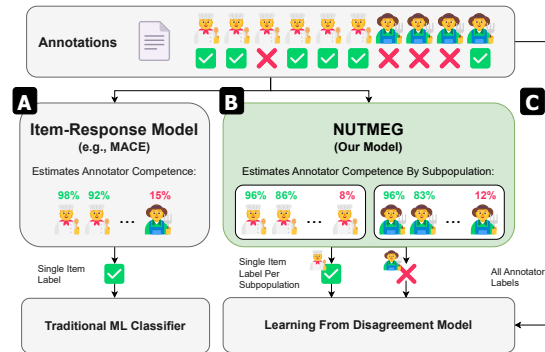 Annotations
A
B
C
Item-Response Model
(e.g., MACE)
Estimates Annotator Competence:
98% 92% ... 15%
NUTMEG
(Our Model)
Estimates Annotator Competence By Subpopulation:
96% 86% ... 8%
96% 83% ... 12%
Single Item
Label
Single Item
Label Per
Subpopulation
All Annotator
Labels
Traditional ML Classifier
Learning From Disagreement Model